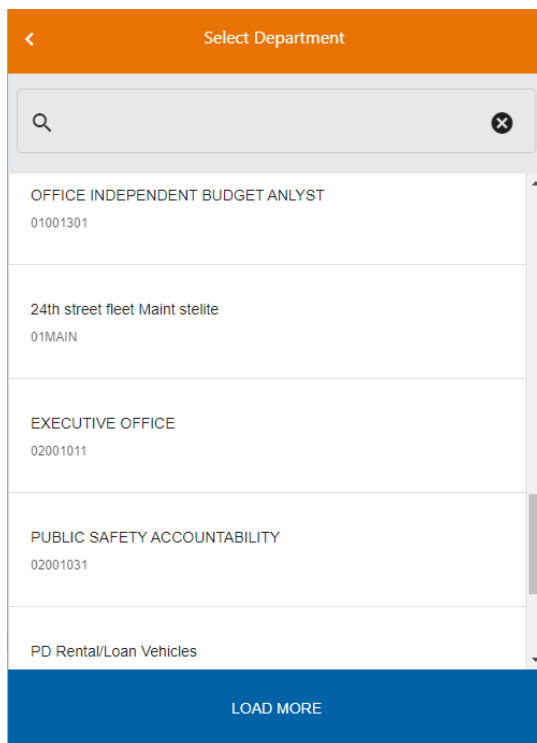 Select Department
OFFICE INDEPENDENT BUDGET ANLYST
01001301
24th street fleet Maint stelite
01MAIN
EXECUTIVE OFFICE
02001011
PUBLIC SAFETY ACCOUNTABILITY
02001031
PD Rental/Loan Vehicles
LOAD MORE